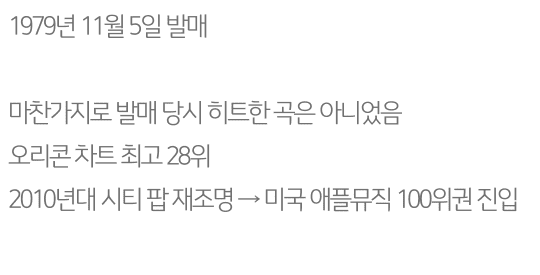 1979년 11월 5일 발매
마찬가지로 발매 당시 히트한 곡은 아니었음
오리콘 차트 최고 28위
2010년대 시티 팝 재조명 → 미국 애플뮤직 100위권 진입